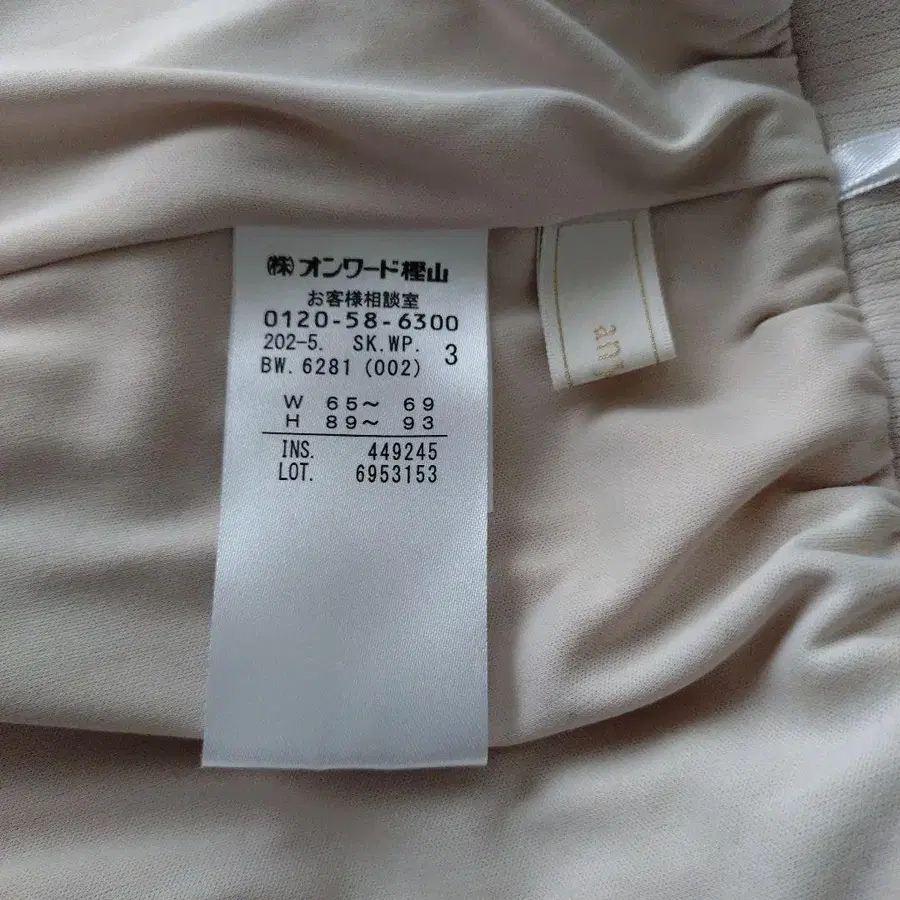 ㈱オンワード樫山
お客様相談室
0120-58-6300
202-5. SK.WP. 3
BW. 6281 (002)
W 65～ 69
H 89～ 93
INS. 449245
LOT. 6953153